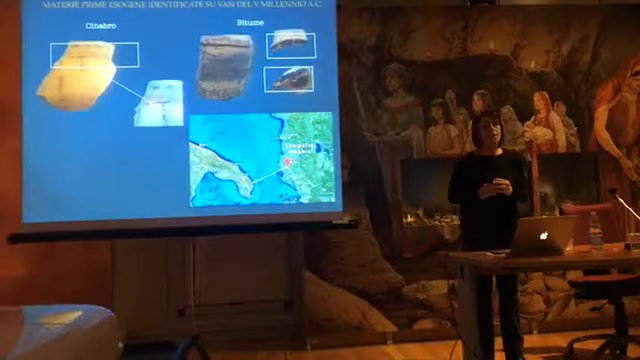 MATERIE PRIME ESOGENE IDENTIFICATE SU VASI DEL V MILLENNIO A.C.
Cinabro
Bitume